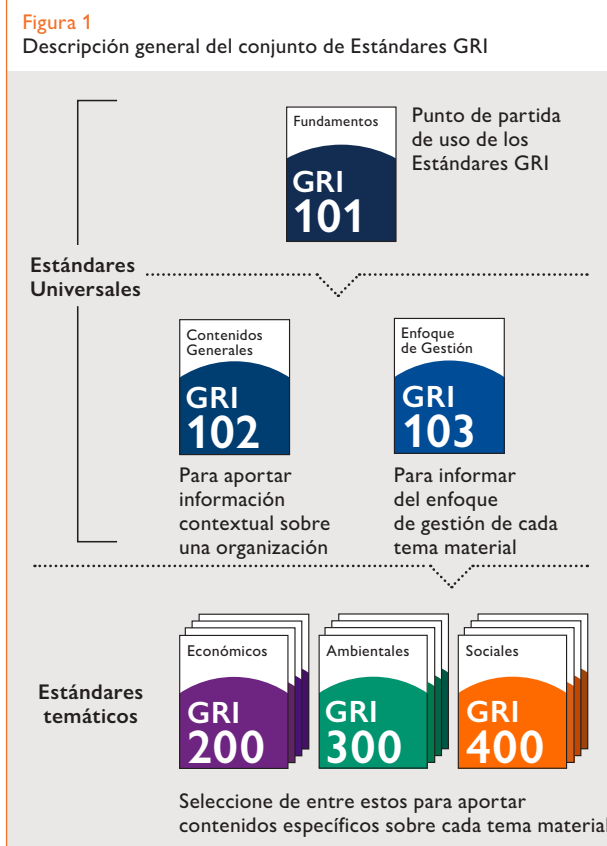 Figura 1
Descripción general del conjunto de Estándares GRI
Fundamentos
GRI
101
Punto de partida
de uso de los
Estándares GRI
Estándares
Universales
Contenidos
Generales
GRI
102
Para aportar
información
contextual sobre
una organización
Enfoque
de Gestión
GRI
103
Para informar
del enfoque
de gestión de cada
tema material
Estándares
temáticos
Económicos
GRI
200
Ambientales
GRI
300
Sociales
GRI
400
Seleccione de entre estos para aportar
contenidos específicos sobre cada tema material